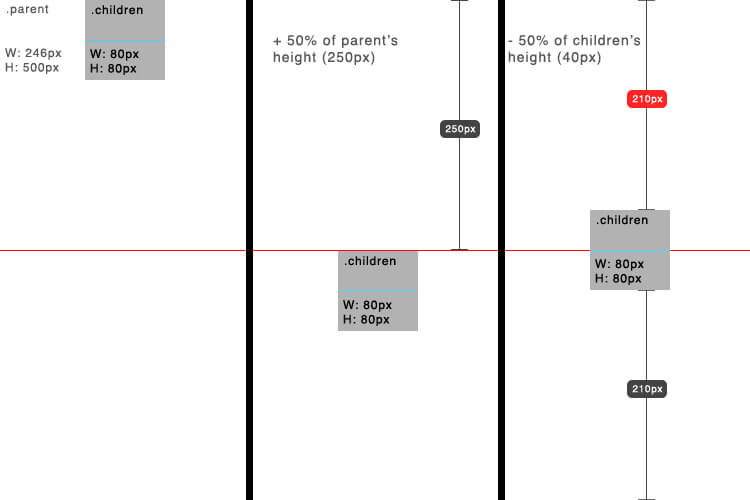 .parent
W: 246px
H: 500px
.children
W: 80px
H: 80px
+ 50% of parent's
height (250px)
250px
.children
W: 80px
H: 80px
- 50% of children's
height (40px)
210px
.children
W: 80px
H: 80px
210px